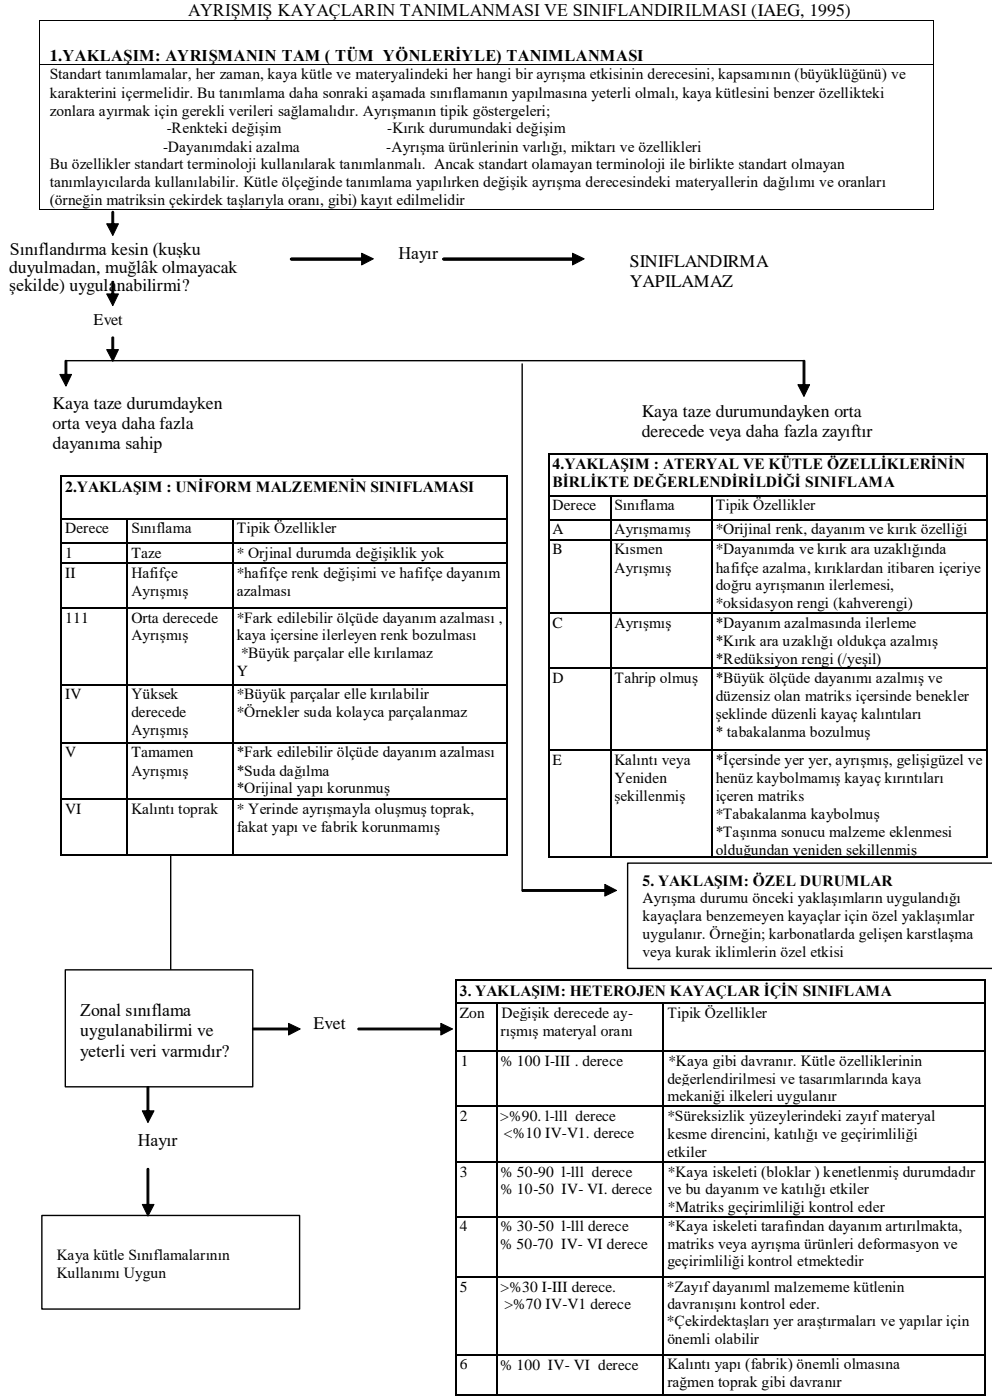 AYRIŞMIŞ KAYAÇLARIN TANIMLANMASI VE SINIFLANDIRILMASI (IAEG, 1995)
1.YAKLAŞIM: AYRIŞMANIN TAM ( TÜM YÖNLERİYLE) TANIMLANMASI
Standart tanımlamalar, her zaman, kaya kütle ve materyalindeki her hangi bir ayrışma etkisinin derecesini, kapsamının (büyüklüğünü) ve
karakterini içermelidir. Bu tanımlama daha sonraki aşamada sınıflamanın yapılmasına yeterli olmalı, kaya kütlesini benzer özellikteki
zonlara ayırmak için gerekli verileri sağlamalıdır. Ayrışmanın tipik göstergeleri;
-Renkteki değişim -Kırık durumundaki değişim
-Dayanımdaki azalma -Ayrışma ürünlerinin varlığı, miktarı ve özellikleri
Bu özellikler standart terminoloji kullanılarak tanımlanmalı. Ancak standart olamayan terminoloji ile birlikte standart olmayan
tanımlayıcılarda kullanılabilir. Kütle ölçeğinde tanımlama yapılırken değişik ayrışma derecesindeki materyallerin dağılımı ve oranları
(örneğin matriksin çekirdek taşlarıyla oranı, gibi) kayıt edilmelidir
Sınıflandırma kesin (kuşku
duyulmadan, muğlâk olmayacak
şekilde) uygulanabilirmi?
Hayır
SINIFLANDIRMA
YAPILAMAZ
Evet
Kaya taze durumdayken
orta veya daha fazla
dayanıma sahip
Kaya taze durumundayken orta
derecede veya daha fazla zayıftır
2.YAKLAŞIM : UNİFORM MALZEMENİN SINIFLAMASI
Derece Sınıflama Tipik Özellikler
1 Taze * Orjinal durumda değişiklik yok
II Hafifçe *hafifçe renk değişimi ve hafifçe dayanım
Ayrışmış azalması
111 Orta derecede *Fark edilebilir ölçüde dayanım azalması ,
Ayrışmış kaya içersine ilerleyen renk bozulması
*Büyük parçalar elle kırılamaz
Y
IV Yüksek *Büyük parçalar elle kırılabilir
derecede *Örnekler suda kolayca parçalanmaz
Ayrışmış
V Tamamen *Fark edilebilir ölçüde dayanım azalması
Ayrışmış *Suda dağılma
*Orijinal yapı korunmuş
VI Kalıntı toprak * Yerinde ayrışmayla oluşmuş toprak,
fakat yapı ve fabrik korunmamış
4.YAKLAŞIM : ATERYAL VE KÜTLE ÖZELLİKLERİNİN
BİRLİKTE DEĞERLENDİRİLDİĞİ SINIFLAMA
Derece Sınıflama Tipik Özellikler
A Ayrışmamış *Orijinal renk, dayanım ve kırık özelliği
B Kısmen *Dayanımda ve kırık ara uzaklığında
Ayrışmış hafifçe azalma, kırıklardan itibaren içeriye
doğru ayrışmanın ilerlemesi,
*oksidasyon rengi (kahverengi)
C Ayrışmış *Dayanım azalmasında ilerleme
*Kırık ara uzaklığı oldukça azalmış
*Redüksiyon rengi (/yeşil)
D Tahrip olmuş *Büyük ölçüde dayanımı azalmış ve
düzensiz olan matriks içersinde benekler
şeklinde düzenli kayaç kalıntıları
* tabakalanma bozulmuş
E Kalıntı veya *İçersinde yer yer, ayrışmış, gelişigüzel ve
Yeniden henüz kaybolmamış kayaç kırıntıları
şekillenmiş içeren matriks
*Tabakalanma kaybolmuş
*Taşınma sonucu malzeme eklenmesi
olduğundan yeniden şekillenmiş
5. YAKLAŞIM: ÖZEL DURUMLAR
Ayrışma durumu önceki yaklaşımların uygulandığı
kayaçlara benzemeyen kayaçlar için özel yaklaşımlar
uygulanır. Örneğin; karbonatlarda gelişen karstlaşma
veya kurak iklimlerin özel etkisi
Zonal sınıflama
uygulanabilirmi ve
yeterli veri varmıdır?
Evet
Hayır
Kaya kütle Sınıflamalarının
Kullanımı Uygun
3. YAKLAŞIM: HETEROJEN KAYAÇLAR İÇİN SINIFLAMA
Zon Değişik derecede ay- Tipik Özellikler
rışmış materyal oranı
1 % 100 I-III . derece *Kaya gibi davranır. Kütle özelliklerinin
değerlendirilmesi ve tasarımlarında kaya
mekaniği ilkeleri uygulanır
2 >%90. l-lll derece *Süreksizlik yüzeylerindeki zayıf materyal
<%10 IV-V1. derece kesme direncini, katılığı ve geçirimliliği
etkiler
3 % 50-90 l-lll derece *Kaya iskeleti (bloklar ) kenetlenmiş durumdadır
% 10-50 IV- VI. derece ve bu dayanım ve katılığı etkiler
*Matriks geçirimliliği kontrol eder
4 % 30-50 l-lll derece *Kaya iskeleti tarafından dayanım artırılmakta,
% 50-70 IV- VI derece matriks veya ayrışma ürünleri deformasyon ve
geçirimliliği kontrol etmektedir
5 >%30 I-III derece. *Zayıf dayanıml malzememe kütlenin
>%70 IV-V1 derece davranışını kontrol eder.
*Çekirdektaşları yer araştırmaları ve yapılar için
önemli olabilir
6 % 100 IV- VI derece Kalıntı yapı (fabrik) önemli olmasına
rağmen toprak gibi davranır